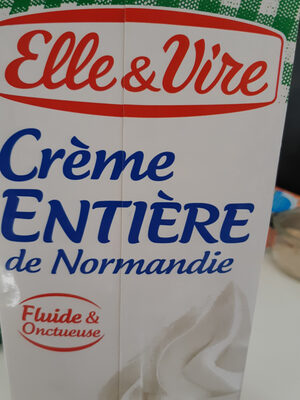 Elle & Vire
Crème
ENTIÈRE
de Normandie
Fluide &
Onctueuse